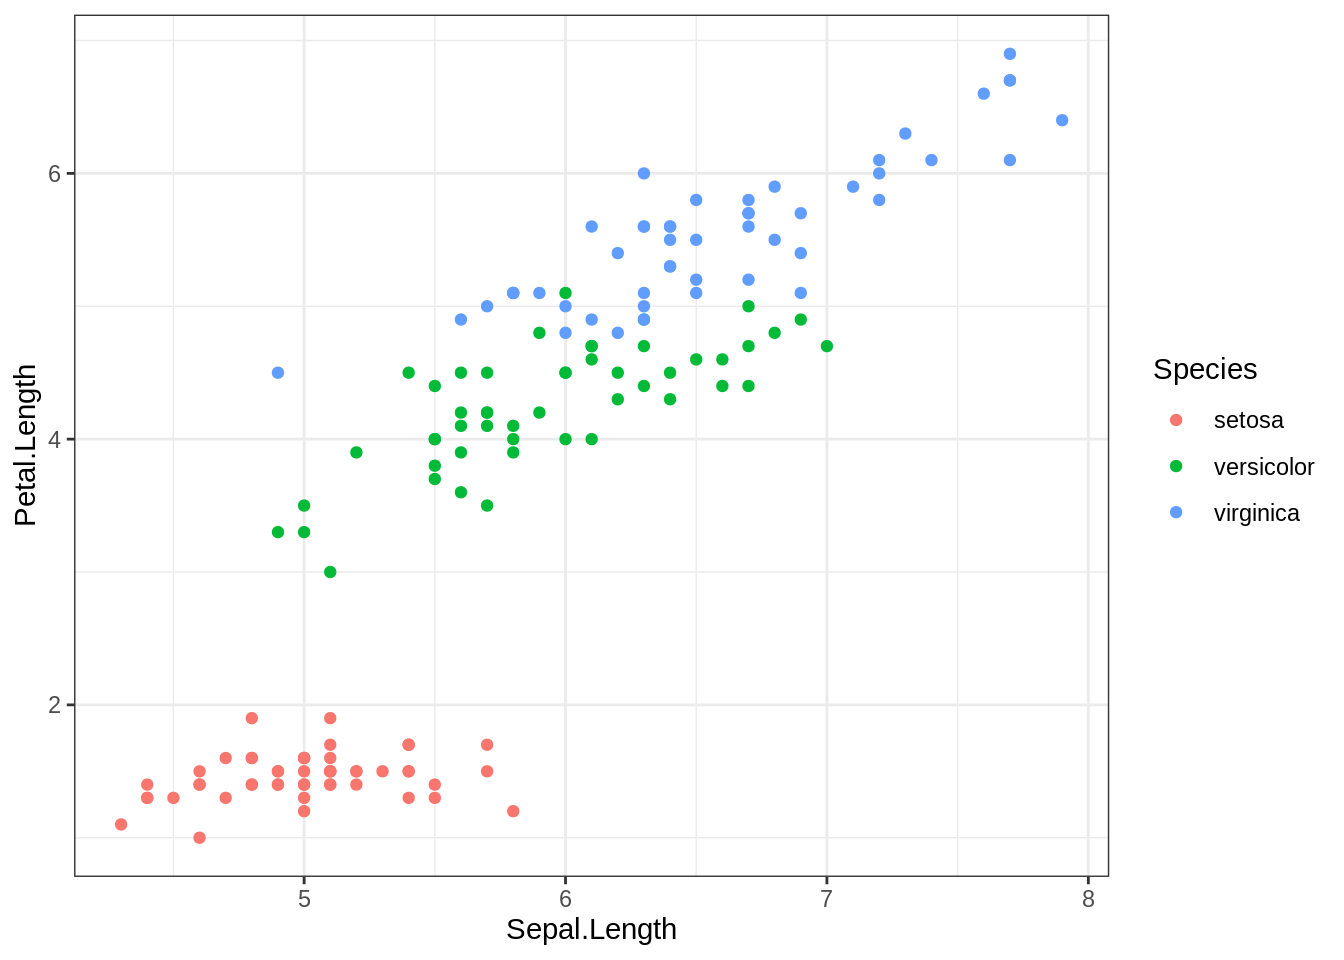 Petal.Length
6
4
2
5 6 7 8
Sepal.Length
Species
setosa
versicolor
virginica